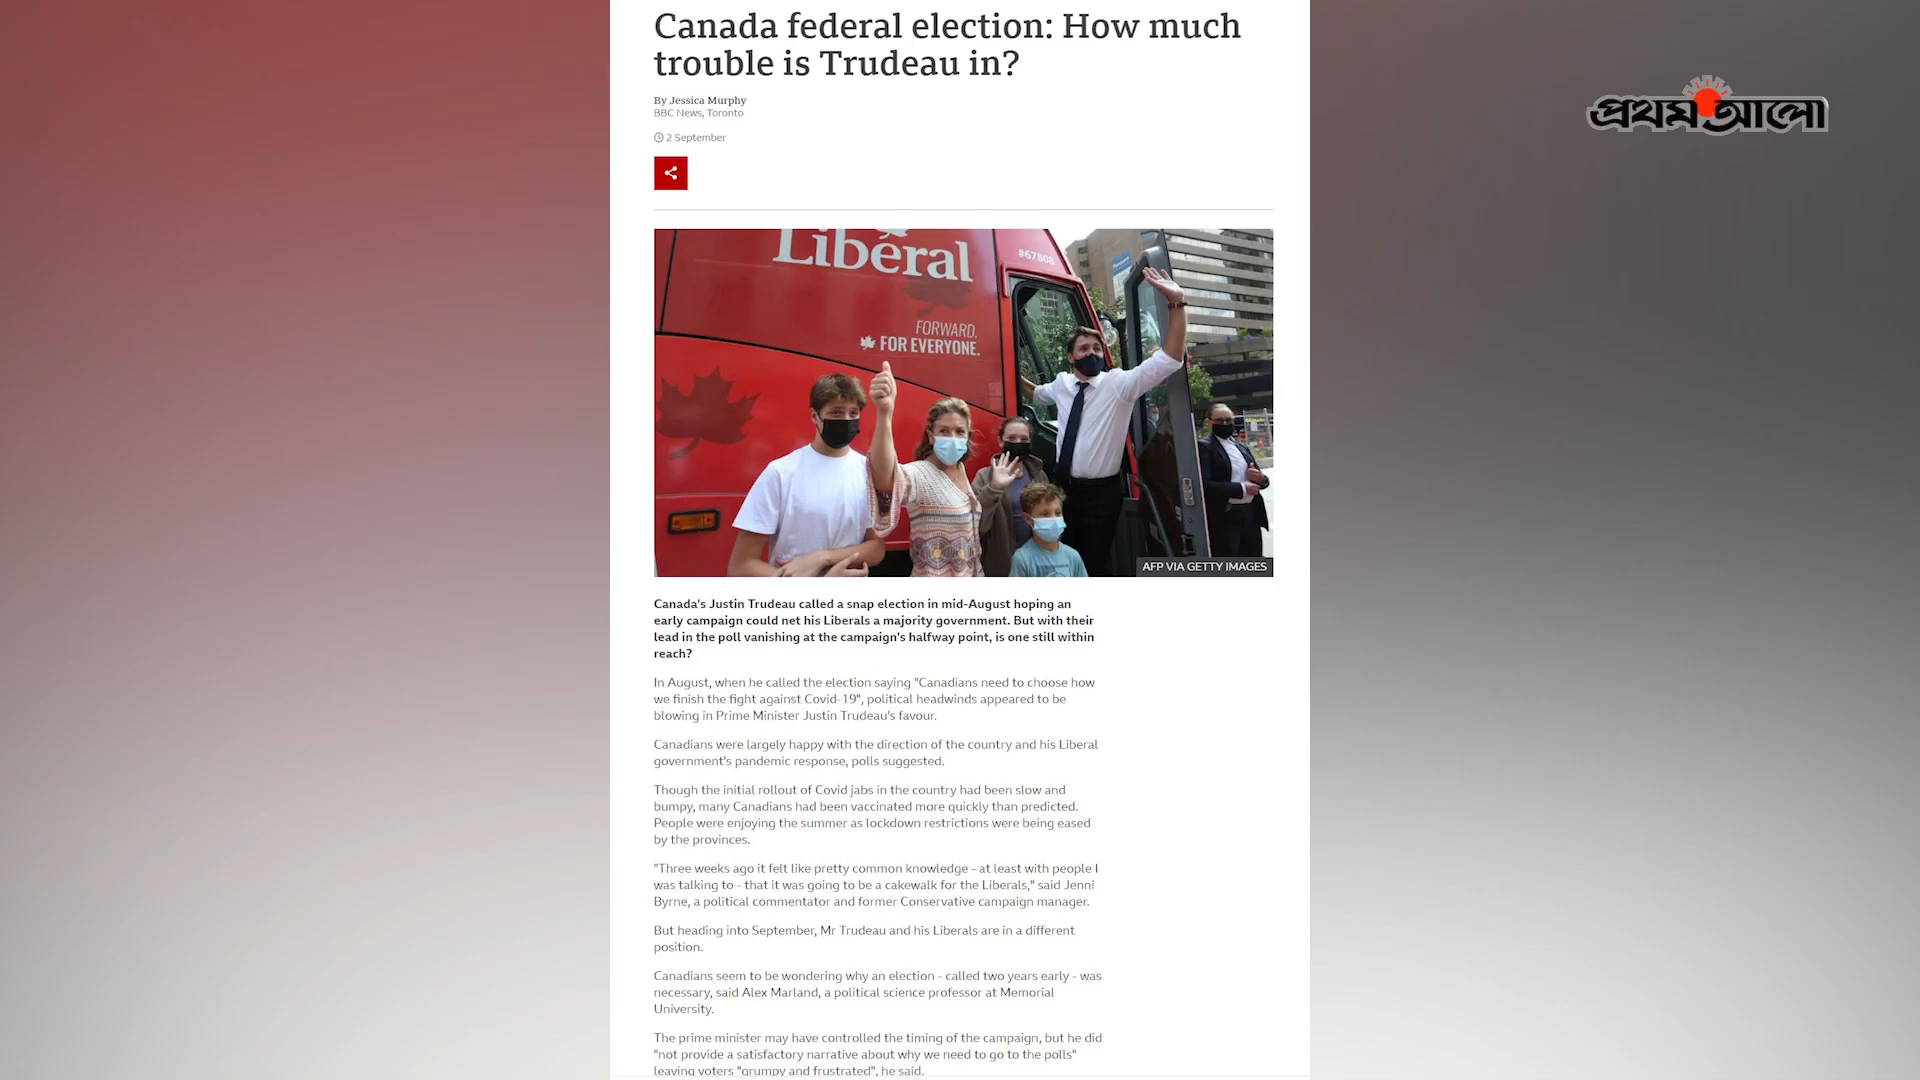 Canada federal election: How much
trouble is Trudeau in?
By Jessica Murphy
BBC News, Toronto
2 September
প্রথম আলো
Liberal
#67808
FORWARD.
FOR EVERYONE.
AFP VIA GETTY IMAGES
Canada's Justin Trudeau called a snap election in mid-August hoping an
early campaign could net his Liberals a majority government. But with their
lead in the poll vanishing at the campaign's halfway point, is one still within
reach?
In August, when he called the election saying "Canadians need to choose how
we finish the fight against Covid-19", political headwinds appeared to be
blowing in Prime Minister Justin Trudeau's favour.
Canadians were largely happy with the direction of the country and his Liberal
government's pandemic response, polls suggested.
Though the initial rollout of Covid jabs in the country had been slow and
bumpy, many Canadians had been vaccinated more quickly than predicted.
People were enjoying the summer as lockdown restrictions were being eased
by the provinces.
"Three weeks ago it felt like pretty common knowledge - at least with people I
was talking to - that it was going to be a cakewalk for the Liberals," said Jenni
Byrne, a political commentator and former Conservative campaign manager.
But heading into September, Mr Trudeau and his Liberals are in a different
position.
Canadians seem to be wondering why an election - called two years early - was
necessary, said Alex Marland, a political science professor at Memorial
University.
The prime minister may have controlled the timing of the campaign, but he did
"not provide a satisfactory narrative about why we need to go to the polls"
leaving voters "grumpy and frustrated", he said.